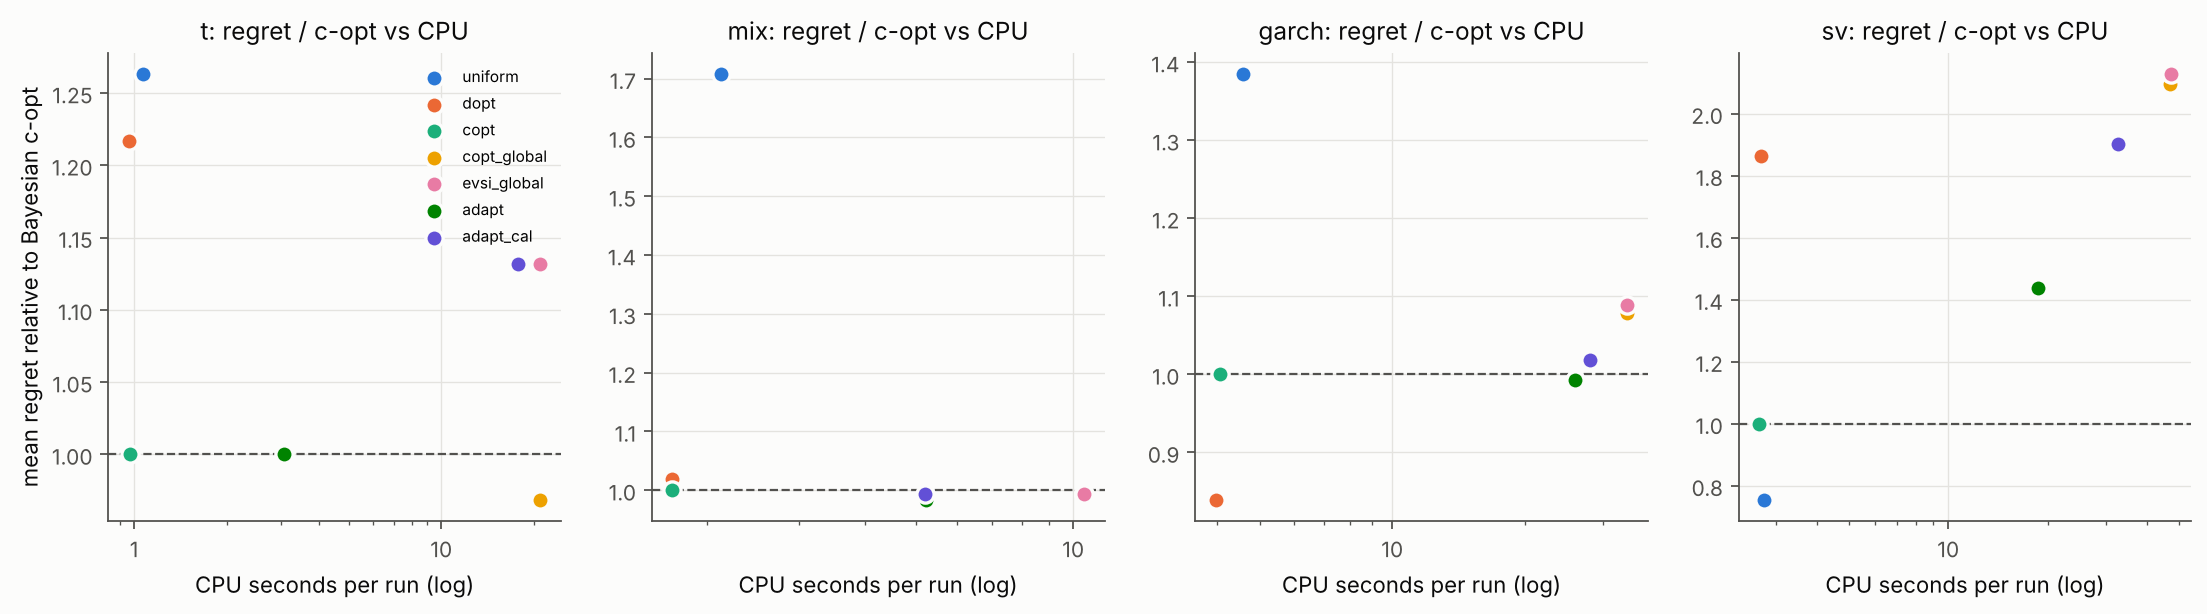 t: regret / c-opt vs CPU
mean regret relative to Bayesian c-opt
1.25
1.20
1.15
1.10
1.05
1.00
1
10
CPU seconds per run (log)
uniform
dopt
copt
copt_global
evsi_global
adapt
adapt_cal
mix: regret / c-opt vs CPU
1.7
1.6
1.5
1.4
1.3
1.2
1.1
1.0
10
CPU seconds per run (log)
garch: regret / c-opt vs CPU
1.4
1.3
1.2
1.1
1.0
0.9
10
CPU seconds per run (log)
sv: regret / c-opt vs CPU
2.0
1.8
1.6
1.4
1.2
1.0
0.8
10
CPU seconds per run (log)